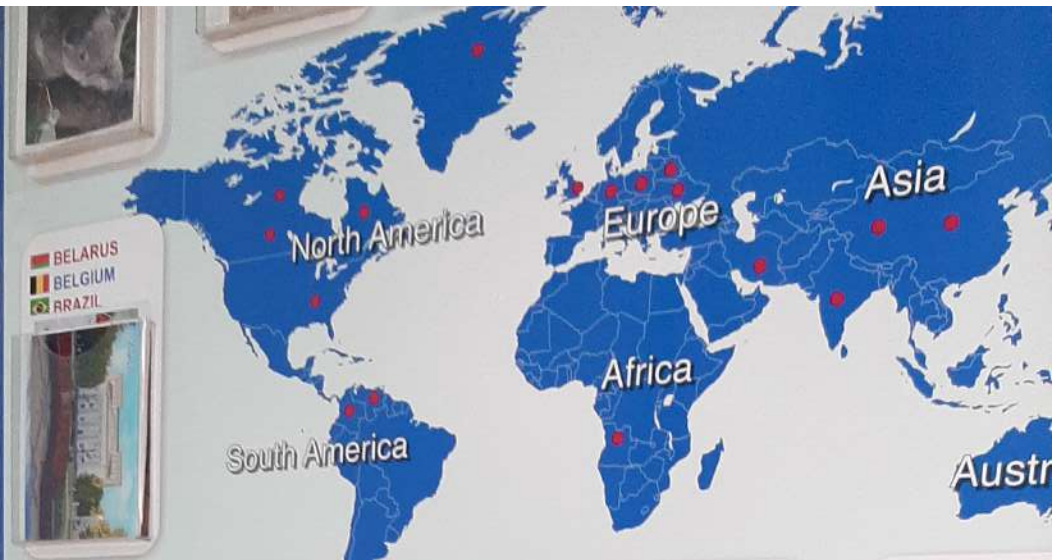 BELARUS
BELGIUM
BRAZIL
North America
South America
Europe
Africa
Asia
Austr